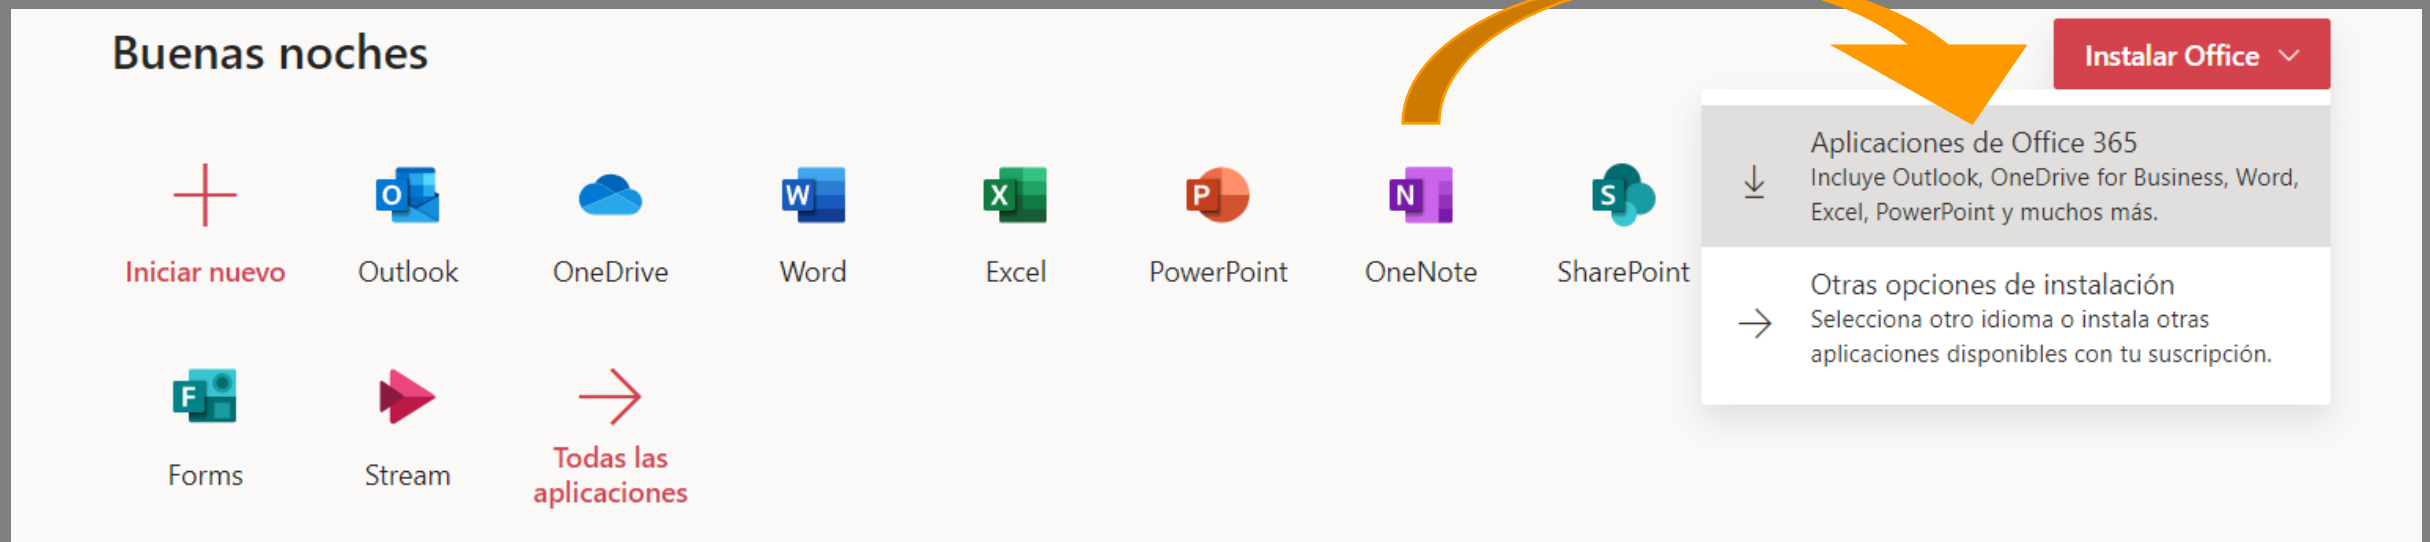 Buenas noches
Instalar Office
Aplicaciones de Office 365
Incluye Outlook, OneDrive for Business, Word,
Excel, PowerPoint y muchos más.
Otras opciones de instalación
Selecciona otro idioma o instala otras
aplicaciones disponibles con tu suscripción.
O
W
X
P
N
S
Iniciar nuevo
Outlook
OneDrive
Word
Excel
PowerPoint
OneNote
SharePoint
F
Forms
Stream
Todas las
aplicaciones